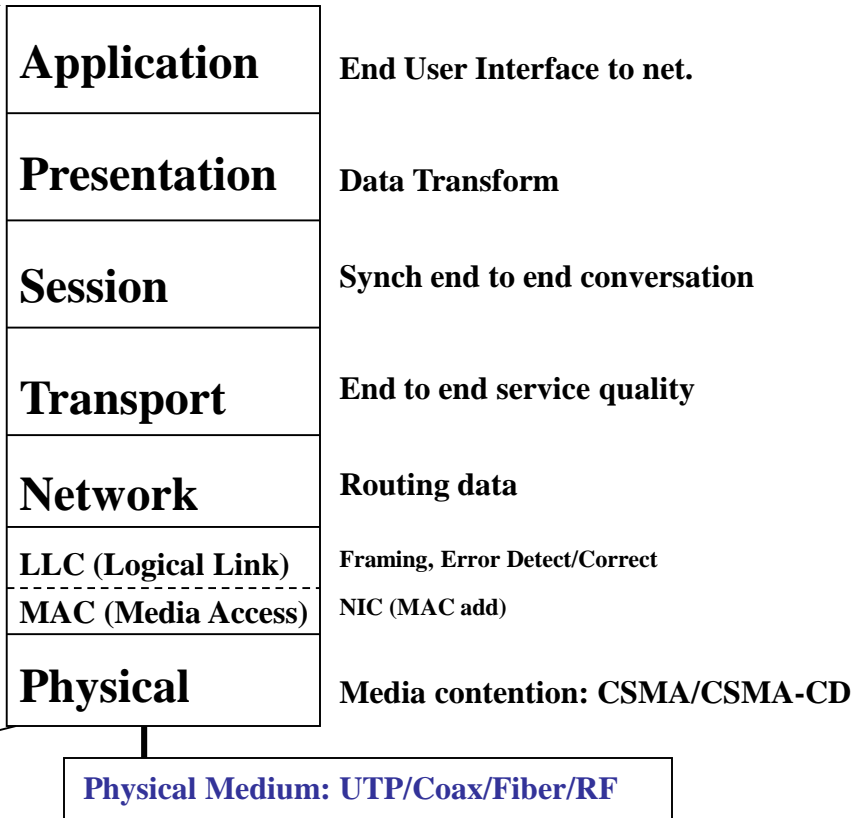 Application
End User Interface to net.
Presentation
Data Transform
Session
Synch end to end conversation
Transport
End to end service quality
Network
Routing data
LLC (Logical Link)
Framing, Error Detect/Correct
MAC (Media Access)
NIC (MAC add)
Physical
Media contention: CSMA/CSMA-CD
Physical Medium: UTP/Coax/Fiber/RF